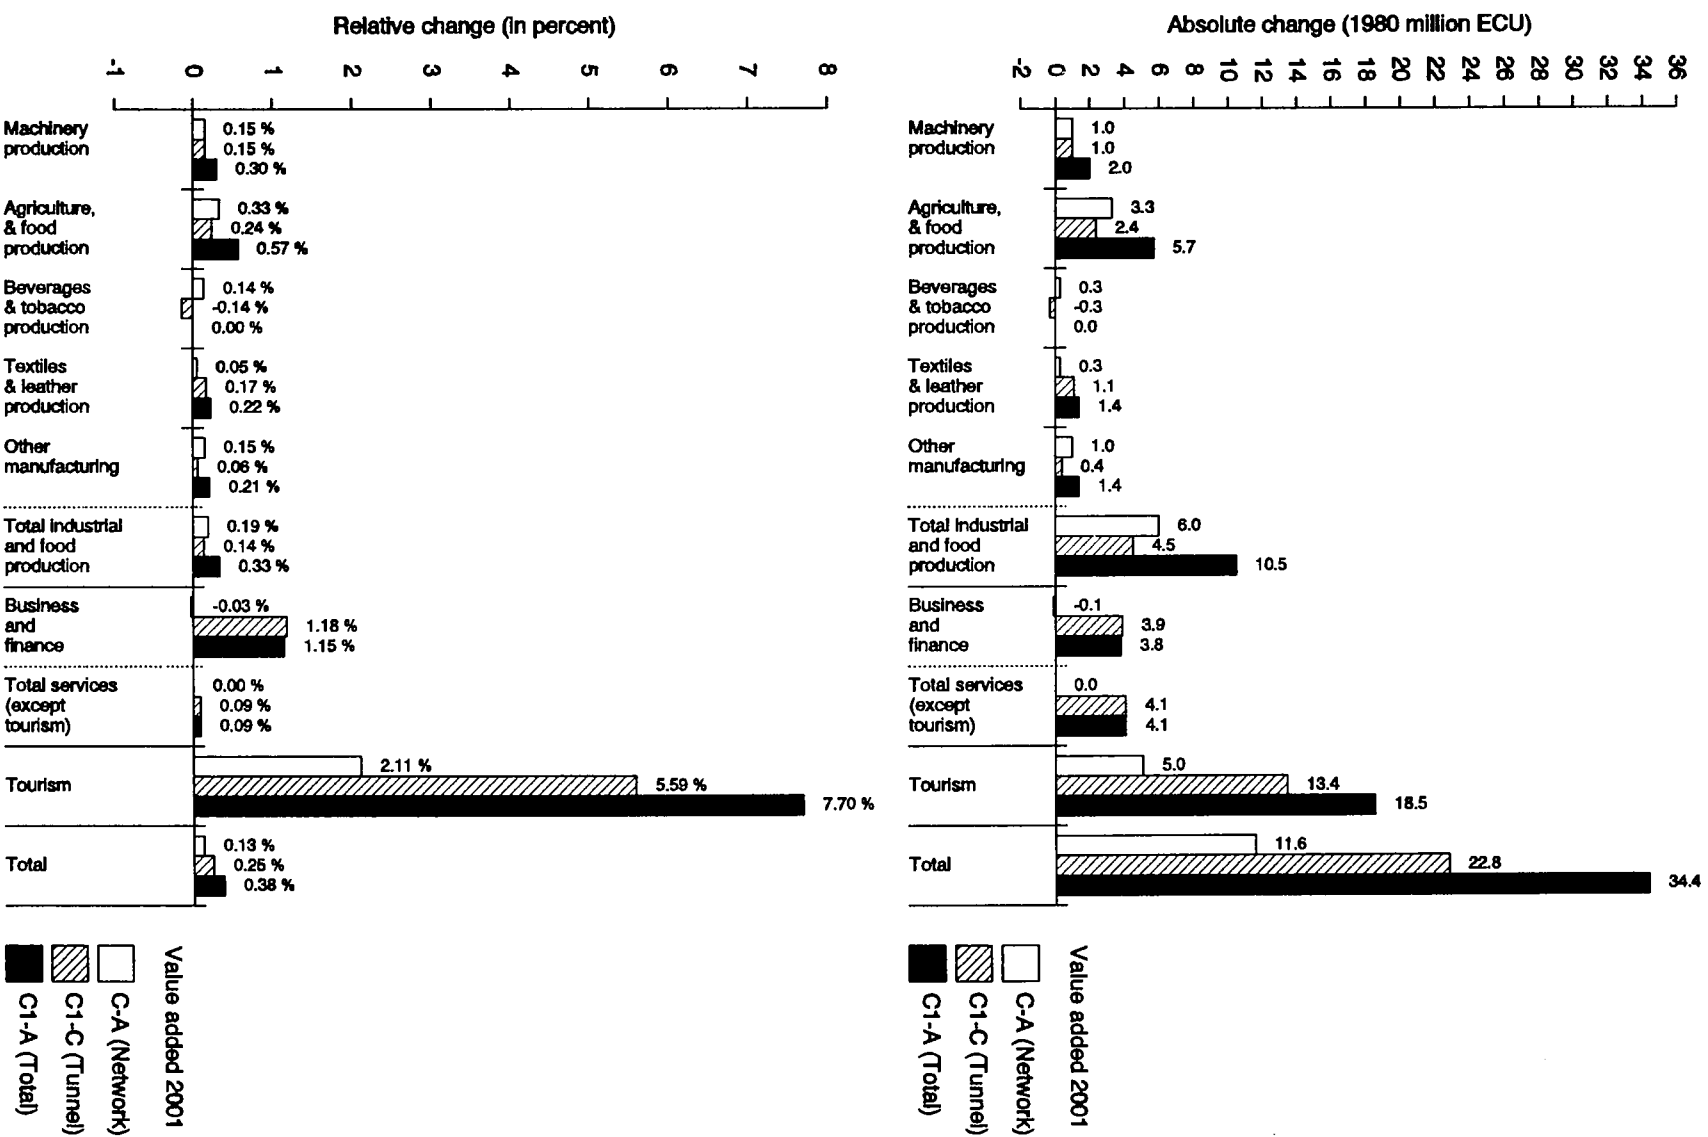 Relative change (in percent)
-1 0 1 2 3 4 5 6 7 8
Machinery
production
0.15 %
0.15 %
0.30 %
Agriculture,
& food
production
0.33 %
0.24 %
0.57 %
Beverages
& tobacco
production
0.14 %
-0.14 %
0.00 %
Textiles
& leather
production
0.05 %
0.17 %
0.22 %
Other
manufacturing
0.15 %
0.06 %
0.21 %
Total industrial
and food
production
0.19 %
0.14 %
0.33 %
Business
and
finance
-0.03 %
1.18 %
1.15 %
Total services
(except
tourism)
0.00 %
0.09 %
0.09 %
Tourism
2.11 %
5.59 %
7.70 %
Total
0.13 %
0.25 %
0.38 %
Value added 2001
C-A (Network)
C1-C (Tunnel)
C1-A (Total)
Absolute change (1980 million ECU)
-2 0 2 4 6 8 10 12 14 16 18 20 22 24 26 28 30 32 34 36
Machinery
production
1.0
1.0
2.0
Agriculture,
& food
production
3.3
2.4
5.7
Beverages
& tobacco
production
0.3
-0.3
0.0
Textiles
& leather
production
0.3
1.1
1.4
Other
manufacturing
1.0
0.4
1.4
Total industrial
and food
production
6.0
4.5
10.5
Business
and
finance
-0.1
3.9
3.8
Total services
(except
tourism)
0.0
4.1
4.1
Tourism
5.0
13.4
18.5
Total
11.6
22.8
34.4
Value added 2001
C-A (Network)
C1-C (Tunnel)
C1-A (Total)